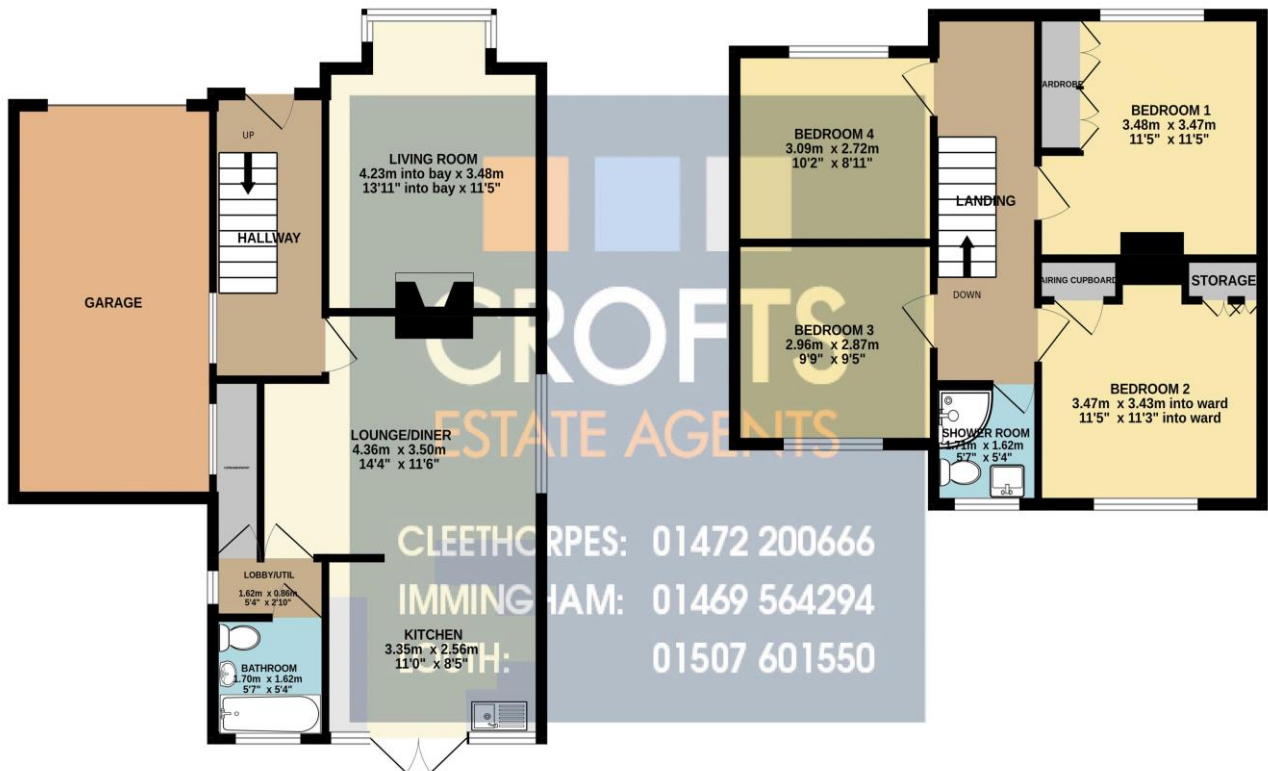 GARAGE
UP
HALLWAY
LIVING ROOM
4.23m into bay x 3.48m
13'11" into bay x 11'5"
LOUNGE/DINER
4.36m x 3.50m
14'4" x 11'6"
LOBBY/UTIL
1.62m x 0.86m
5'4" x 2'10"
BATHROOM
1.70m x 1.62m
5'7" x 5'4"
KITCHEN
3.35m x 2.56m
11'0" x 8'5"
BEDROOM 4
3.09m x 2.72m
10'2" x 8'11"
BEDROOM 3
2.96m x 2.87m
9'9" x 9'5"
LANDING
DOWN
ARDROBE
BEDROOM 1
3.48m x 3.47m
11'5" x 11'5"
AIRING CUPBOARD
STORAGE
BEDROOM 2
3.47m x 3.43m into ward
11'5" x 11'3" into ward
SHOWER ROOM
1.71m x 1.62m
5'7" x 5'4"
CROFTS
ESTATE AGENTS
CLEETHORPES: 01472 200666
IMMINGHAM: 01469 564294
LOUTH: 01507 601550